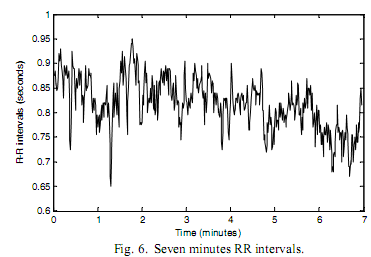 1
0.95
0.9
0.85
0.8
0.75
0.7
0.65
0.6
R-R intervals (seconds)
0 1 2 3 4 5 6 7
Time (minutes)
Fig. 6. Seven minutes RR intervals.